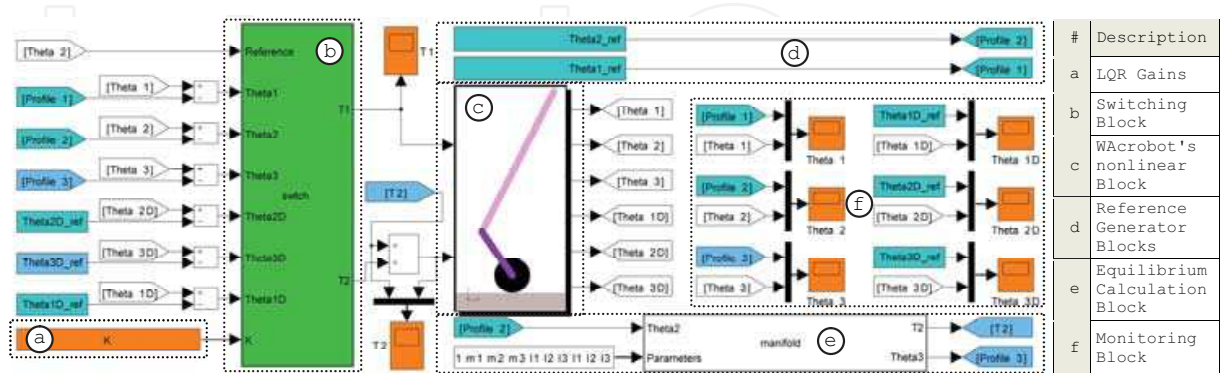 [Theta 2]
[Profile 1]
[Theta 1]
[Profile 2]
[Theta 2]
[Profile 3]
[Theta 3]
Theta2D_ref
[Theta 2D]
Theta3D_ref
[Theta 3D]
Theta1D_ref
[Theta 1D]
K
a
b
Reference
Theta1
Theta2
Theta3
Theta2D
Theta3D
Theta1D
K
switch
T1
T2
T1
[T2]
T2
c
[Theta 1]
[Theta 2]
[Theta 3]
[Theta 1D]
[Theta 2D]
[Theta 3D]
Theta2_ref
[Profile 2]
Theta1_ref
[Profile 1]
d
[Profile 1]
[Theta 1]
Theta 1
Theta1D_ref
[Theta 1D]
Theta 1D
[Profile 2]
[Theta 2]
Theta 2
f
Theta2D_ref
[Theta 2D]
Theta 2D
[Profile 3]
[Theta 3]
Theta 3
Theta3D_ref
[Theta 3D]
Theta 3D
[Profile 2]
Theta2
1 m1 m2 m3 l1 l2 l3 I1 I2 I3
Parameters
manifold
e
T2
[T2]
Theta3
[Profile 3]
# Description
a LQR Gains
b Switching
Block
c WAcrobot's
nonlinear
Block
d Reference
Generator
Blocks
e Equilibrium
Calculation
Block
f Monitoring
Block